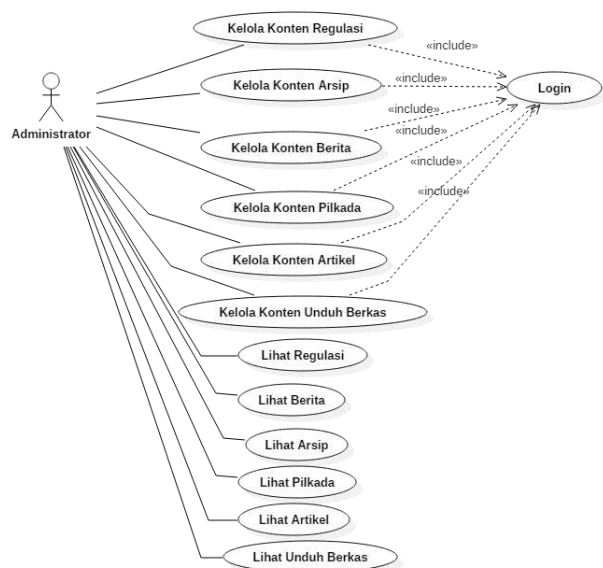 Kelola Konten Regulasi
«include»
Kelola Konten Arsip
«include»
Login
Administrator
«include»
Kelola Konten Berita
«include»
«include»
Kelola Konten Pilkada
«include»
Kelola Konten Artikel
Kelola Konten Unduh Berkas
Lihat Regulasi
Lihat Berita
Lihat Arsip
Lihat Pilkada
Lihat Artikel
Lihat Unduh Berkas